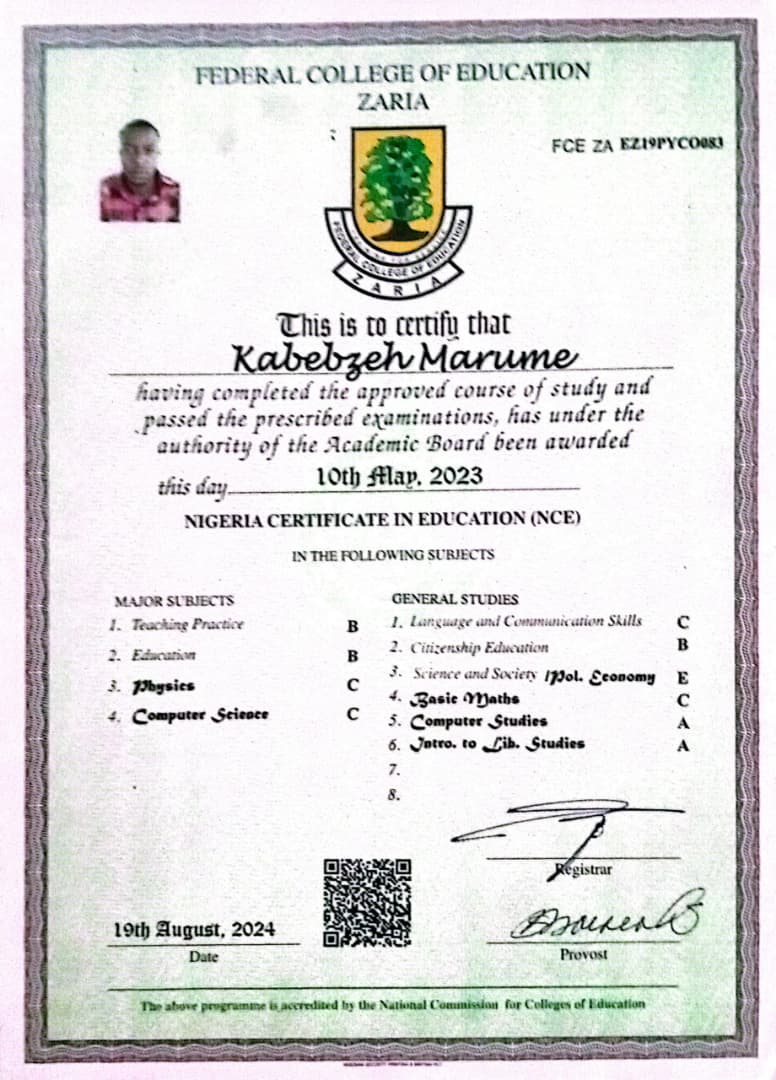 FEDERAL COLLEGE OF EDUCATION
ZARIA
FCE ZA EZ19PYCO083
FEDERAL COLLEGE OF EDUCATION
ZARIA
This is to certify that
Kabebzeh Marume
having completed the approved course of study and
passed the prescribed examinations, has under the
authority of the Academic Board been awarded
this day 10th May, 2023
NIGERIA CERTIFICATE IN EDUCATION (NCE)
IN THE FOLLOWING SUBJECTS
MAJOR SUBJECTS
1. Teaching Practice B
2. Education B
3. Physics C
4. Computer Science C
GENERAL STUDIES
1. Language and Communication Skills C
2. Citizenship Education B
3. Science and Society /Pol. Economy E
4. Basic Maths C
5. Computer Studies A
6. Intro. to Lib. Studies A
7.
8.
Registrar
19th August, 2024
Date
Provost
The above programme is accredited by the National Commission for Colleges of Education